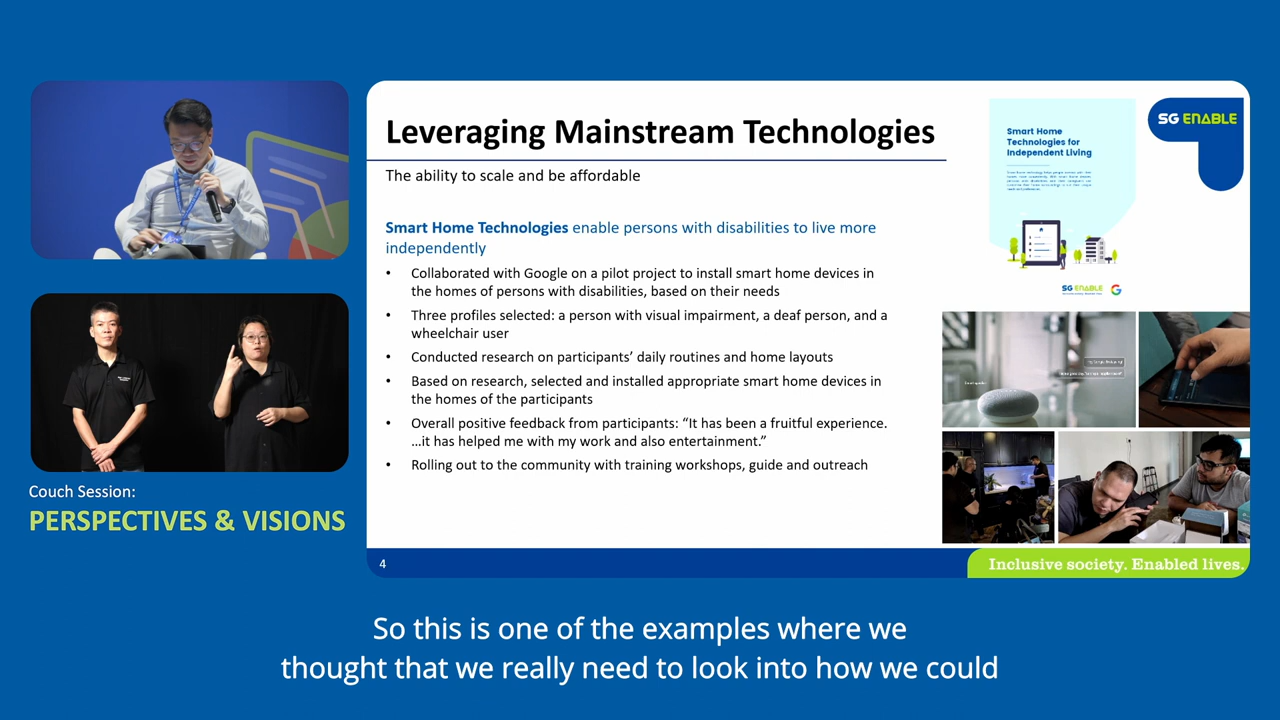 Leveraging Mainstream Technologies
The ability to scale and be affordable
Smart Home Technologies enable persons with disabilities to live more
independently
• Collaborated with Google on a pilot project to install smart home devices in
the homes of persons with disabilities, based on their needs
• Three profiles selected: a person with visual impairment, a deaf person, and a
wheelchair user
• Conducted research on participants’ daily routines and home layouts
• Based on research, selected and installed appropriate smart home devices in
the homes of the participants
• Overall positive feedback from participants: “It has been a fruitful experience.
…it has helped me with my work and also entertainment.”
• Rolling out to the community with training workshops, guide and outreach
Smart Home
Technologies for
Independent Living
SG ENABLE
G
SG ENABLE
4
Inclusive society. Enabled lives.
Couch Session:
PERSPECTIVES & VISIONS
So this is one of the examples where we
thought that we really need to look into how we could